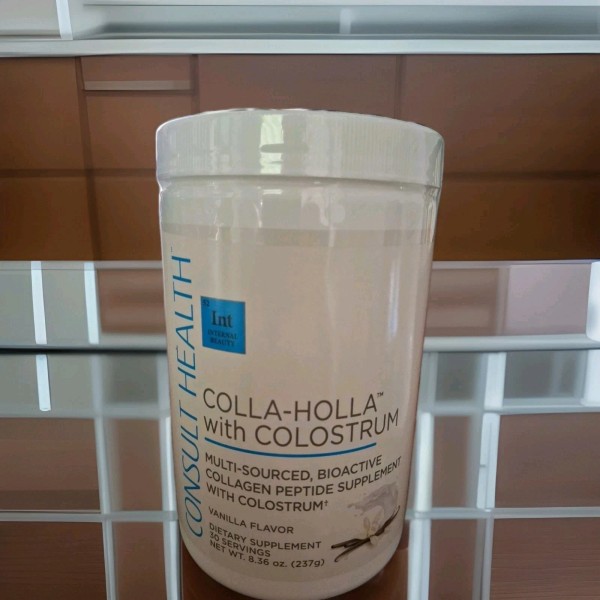 CONSULT HEALTH™
Int
INTERNAL
BEAUTY
COLLA-HOLLA™
with COLOSTRUM
MULTI-SOURCED, BIOACTIVE
COLLAGEN PEPTIDE SUPPLEMENT
WITH COLOSTRUM†
VANILLA FLAVOR
DIETARY SUPPLEMENT
30 SERVINGS
NET WT. 8.36 oz. (237g)